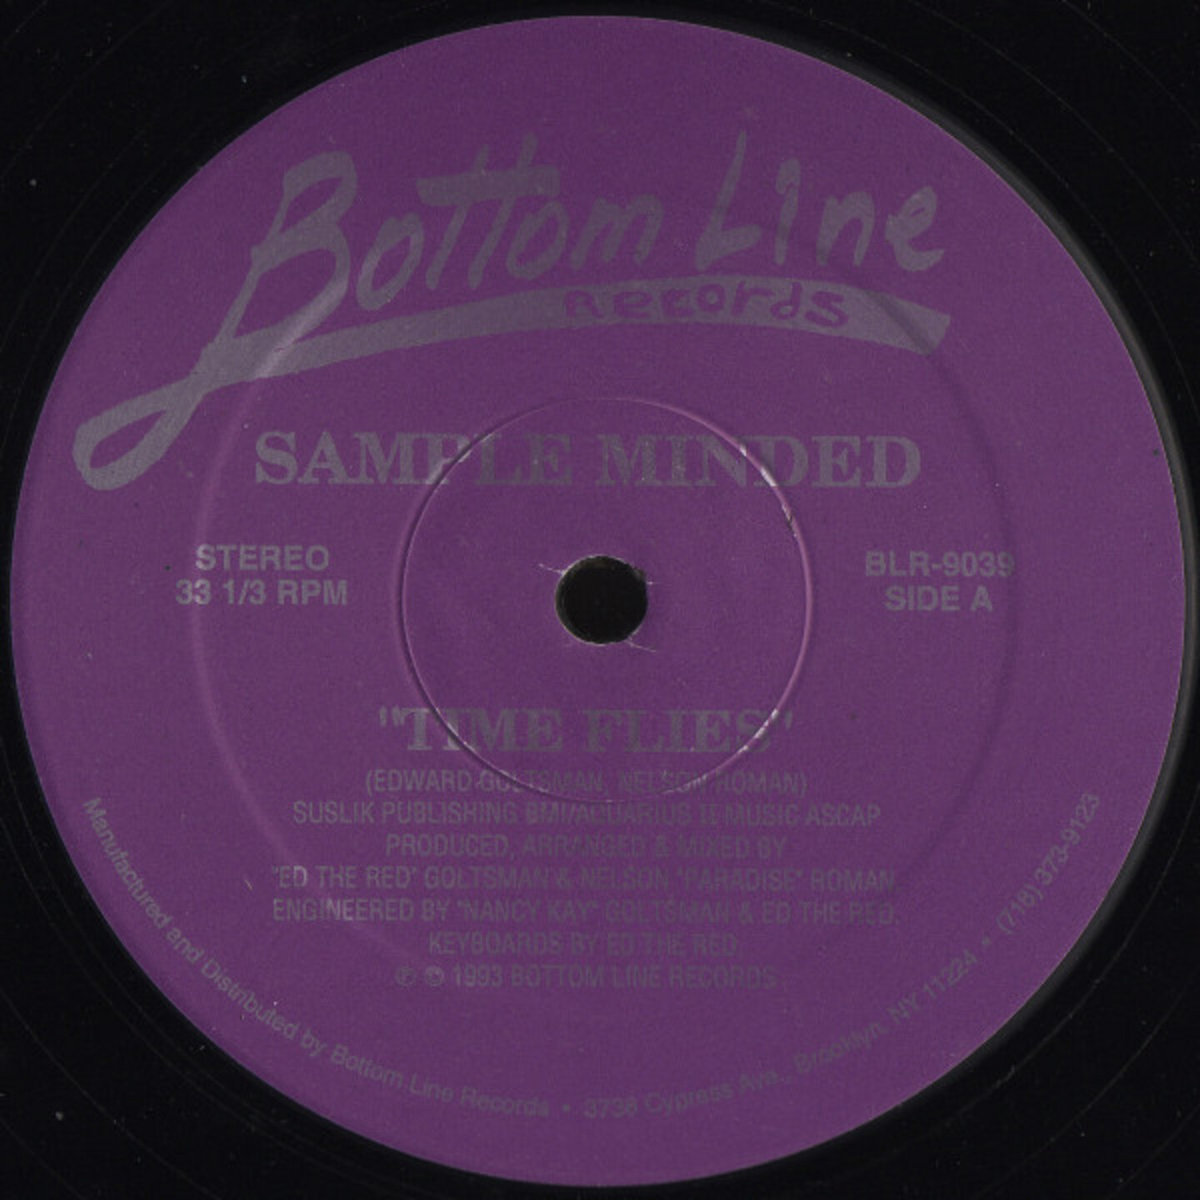 Bottom Line
Records
SAMPLE MINDED
STEREO
33 1/3 RPM
BLR-9039
SIDE A
"TIME FLIES"
(EDWARD GOLTSMAN, NELSON ROMAN)
SUSLIK PUBLISHING BMI/AQUARIUS II MUSIC ASCAP
PRODUCED, ARRANGED & MIXED BY
"ED THE RED" GOLTSMAN & NELSON "PARADISE" ROMAN.
ENGINEERED BY "NANCY KAY" GOLTSMAN & ED THE RED.
KEYBOARDS BY ED THE RED
℗ © 1993 BOTTOM LINE RECORDS
Manufactured and Distributed by Bottom Line Records • 3738 Cypress Ave., Brooklyn, NY 11224 • (718) 373-9123